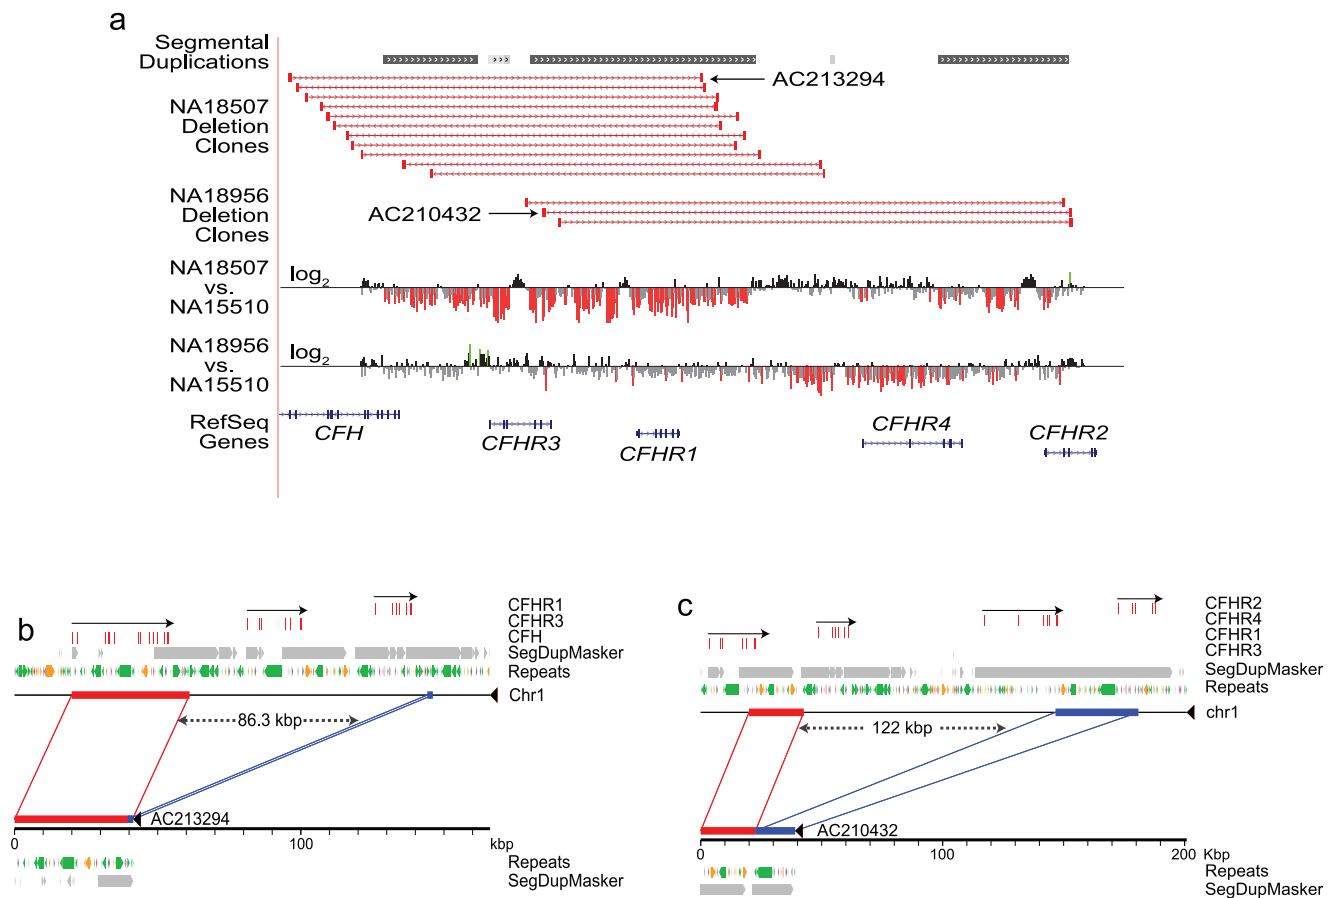 a
Segmental
Duplications
AC213294
NA18507
Deletion
Clones
NA18956
Deletion
Clones
AC210432
NA18507
vs.
NA15510
log2
NA18956
vs.
NA15510
log2
RefSeq
Genes
CFH
CFHR3
CFHR1
CFHR4
CFHR2
b
CFHR1
CFHR3
CFH
SegDupMasker
Repeats
Chr1
86.3 kbp
AC213294
0
100
kbp
Repeats
SegDupMasker
c
CFHR2
CFHR4
CFHR1
CFHR3
SegDupMasker
Repeats
chr1
122 kbp
AC210432
0
100
200
Kbp
Repeats
SegDupMasker